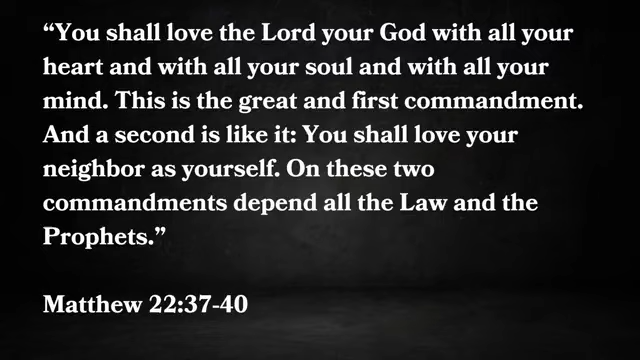 “You shall love the Lord your God with all your
heart and with all your soul and with all your
mind. This is the great and first commandment.
And a second is like it: You shall love your
neighbor as yourself. On these two
commandments depend all the Law and the
Prophets.”
Matthew 22:37-40